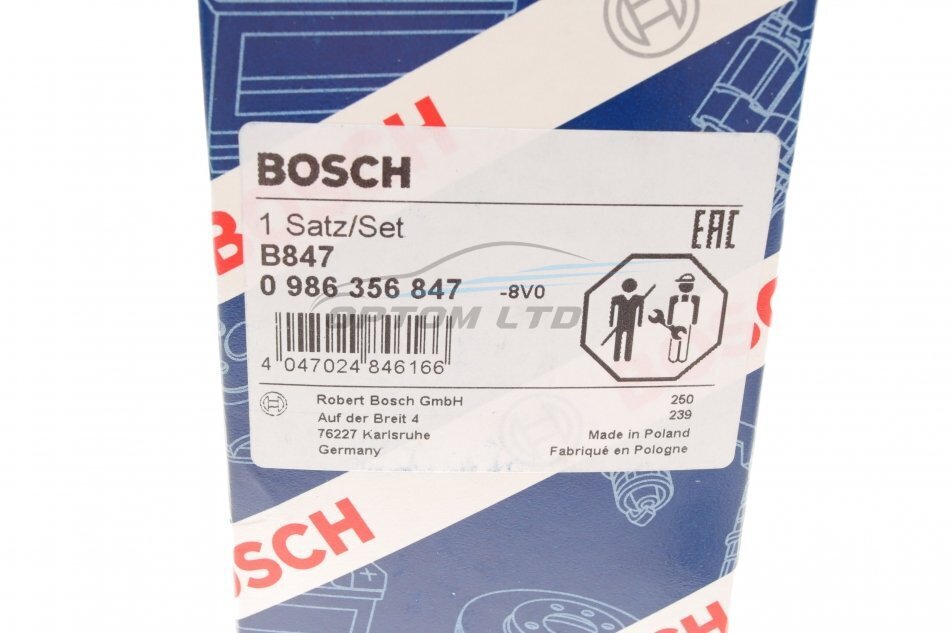 BOSCH
BOSCH
1 Satz/Set
EAC
B847
0 986 356 847 -8V0
OPTOM LTD
4 047024 846166
Robert Bosch GmbH
Auf der Breit 4
76227 Karlsruhe
Germany
250
239
Made in Poland
Fabriqué en Pologne
BOSCH
BOSCH